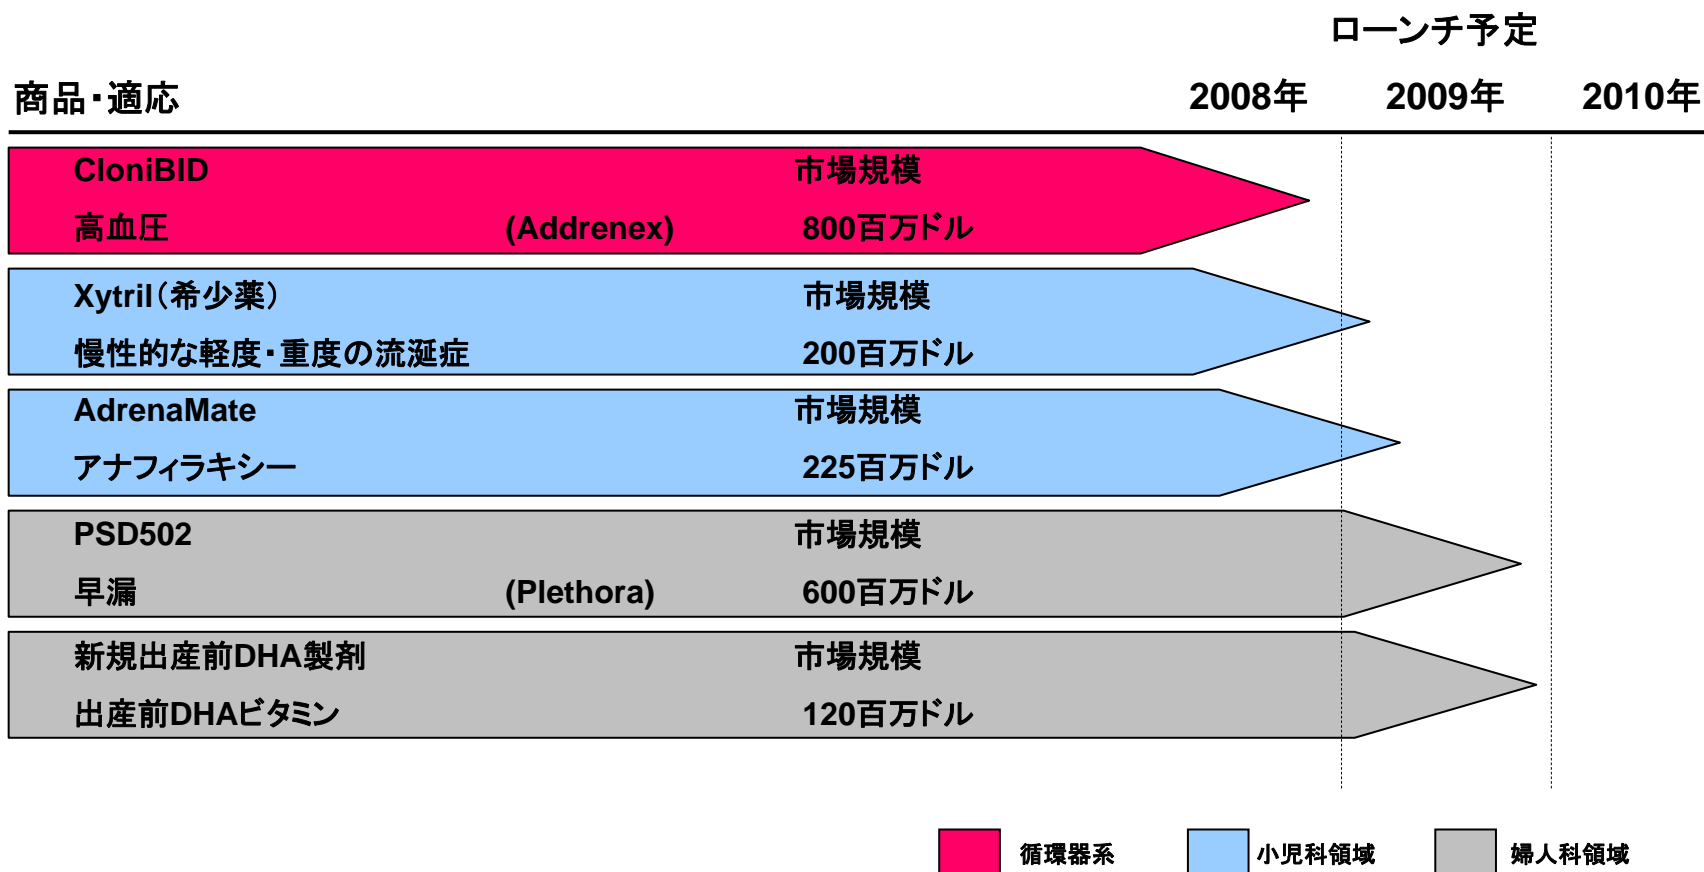 ローンチ予定
商品・適応 2008年 2009年 2010年
CloniBID 市場規模
高血圧 (Addrenex) 800百万ドル
Xytril（希少薬） 市場規模
慢性的な軽度・重度の流涎症 200百万ドル
AdrenaMate 市場規模
アナフィラキシー 225百万ドル
PSD502 市場規模
早漏 (Plethora) 600百万ドル
新規出産前DHA製剤 市場規模
出産前DHAビタミン 120百万ドル
循環器系 小児科領域 婦人科領域